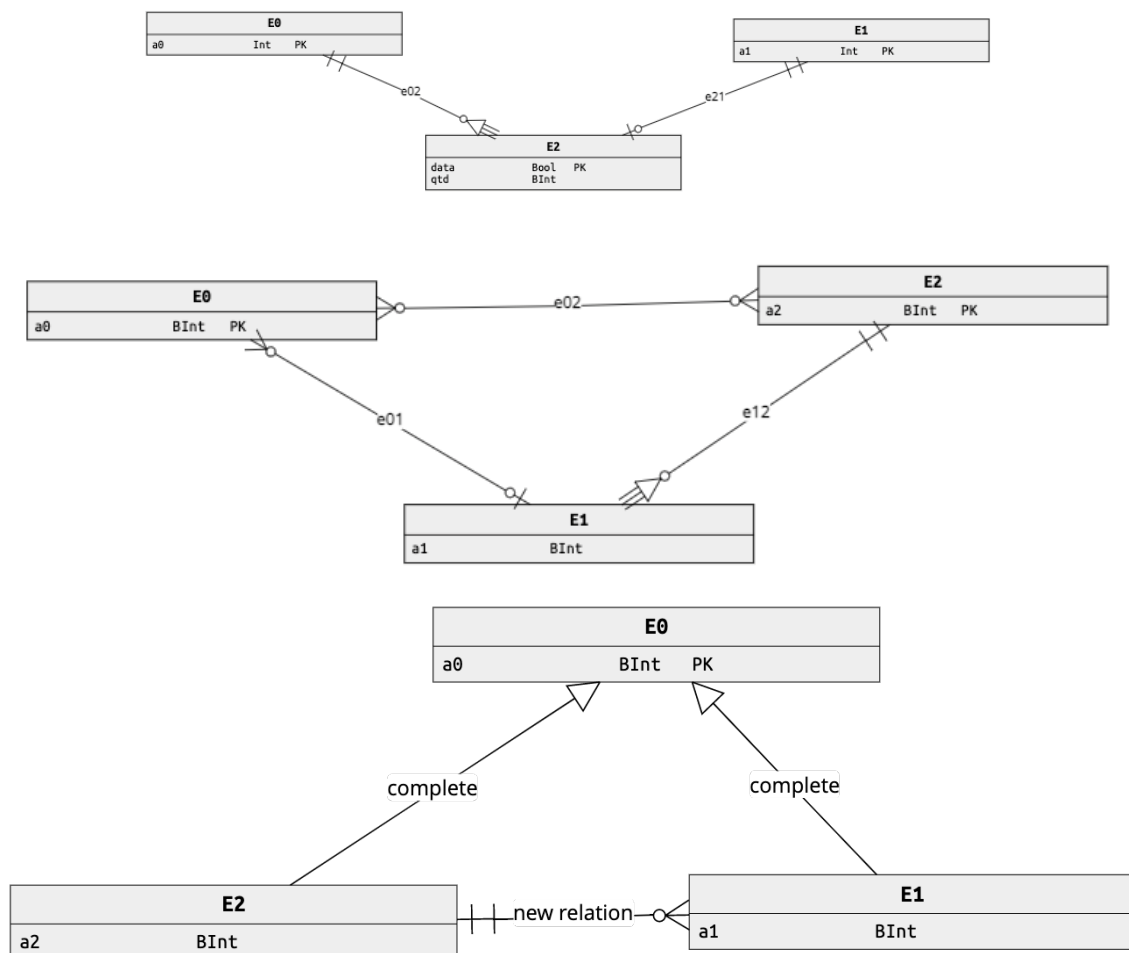 E0
a0 Int PK
E1
a1 Int PK
e02
e21
E2
data Bool PK
qtd BInt
E0
a0 BInt PK
e02
E2
a2 BInt PK
e01
e12
E1
a1 BInt
E0
a0 BInt PK
complete
complete
E2
a2 BInt
new relation
E1
a1 BInt